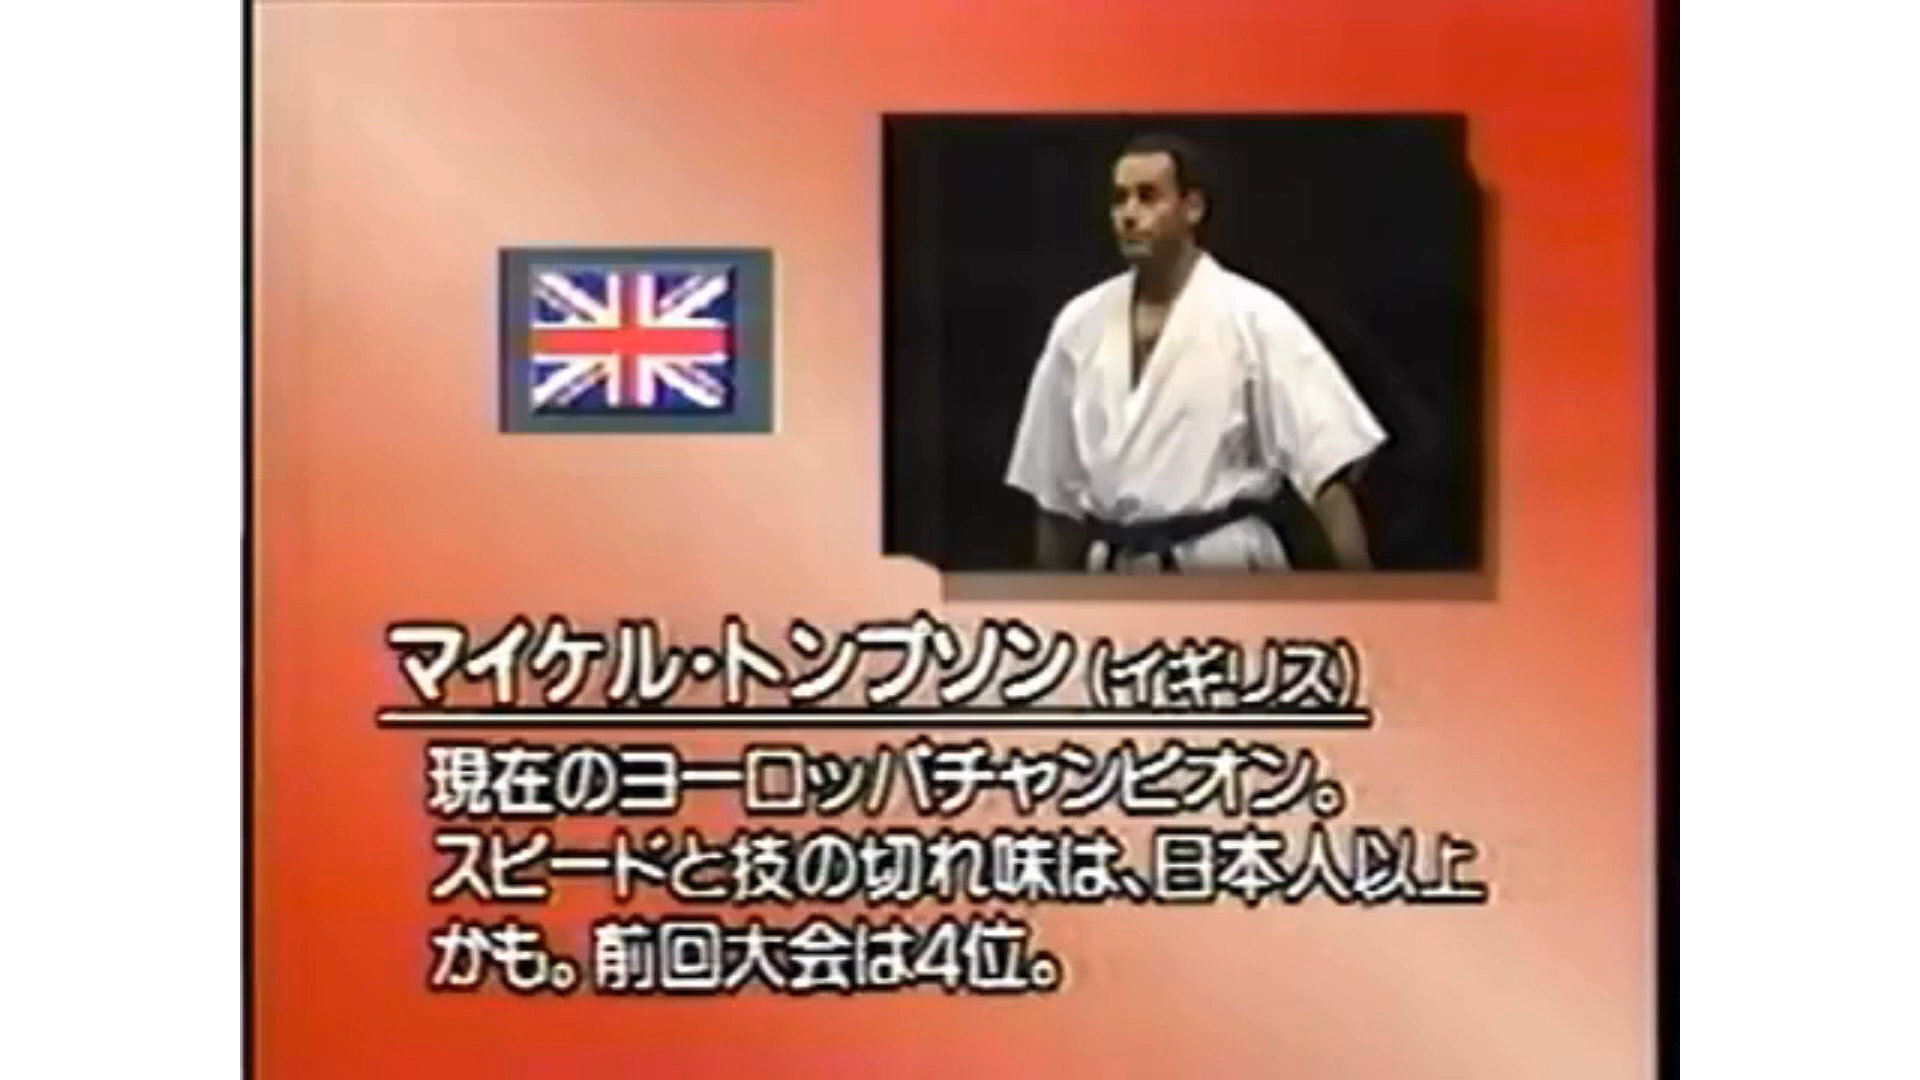 マイケル・トンプソン(イギリス)
現在のヨーロッパチャンピオン。
スピードと技の切れ味は、日本人以上
かも。前回大会は4位。